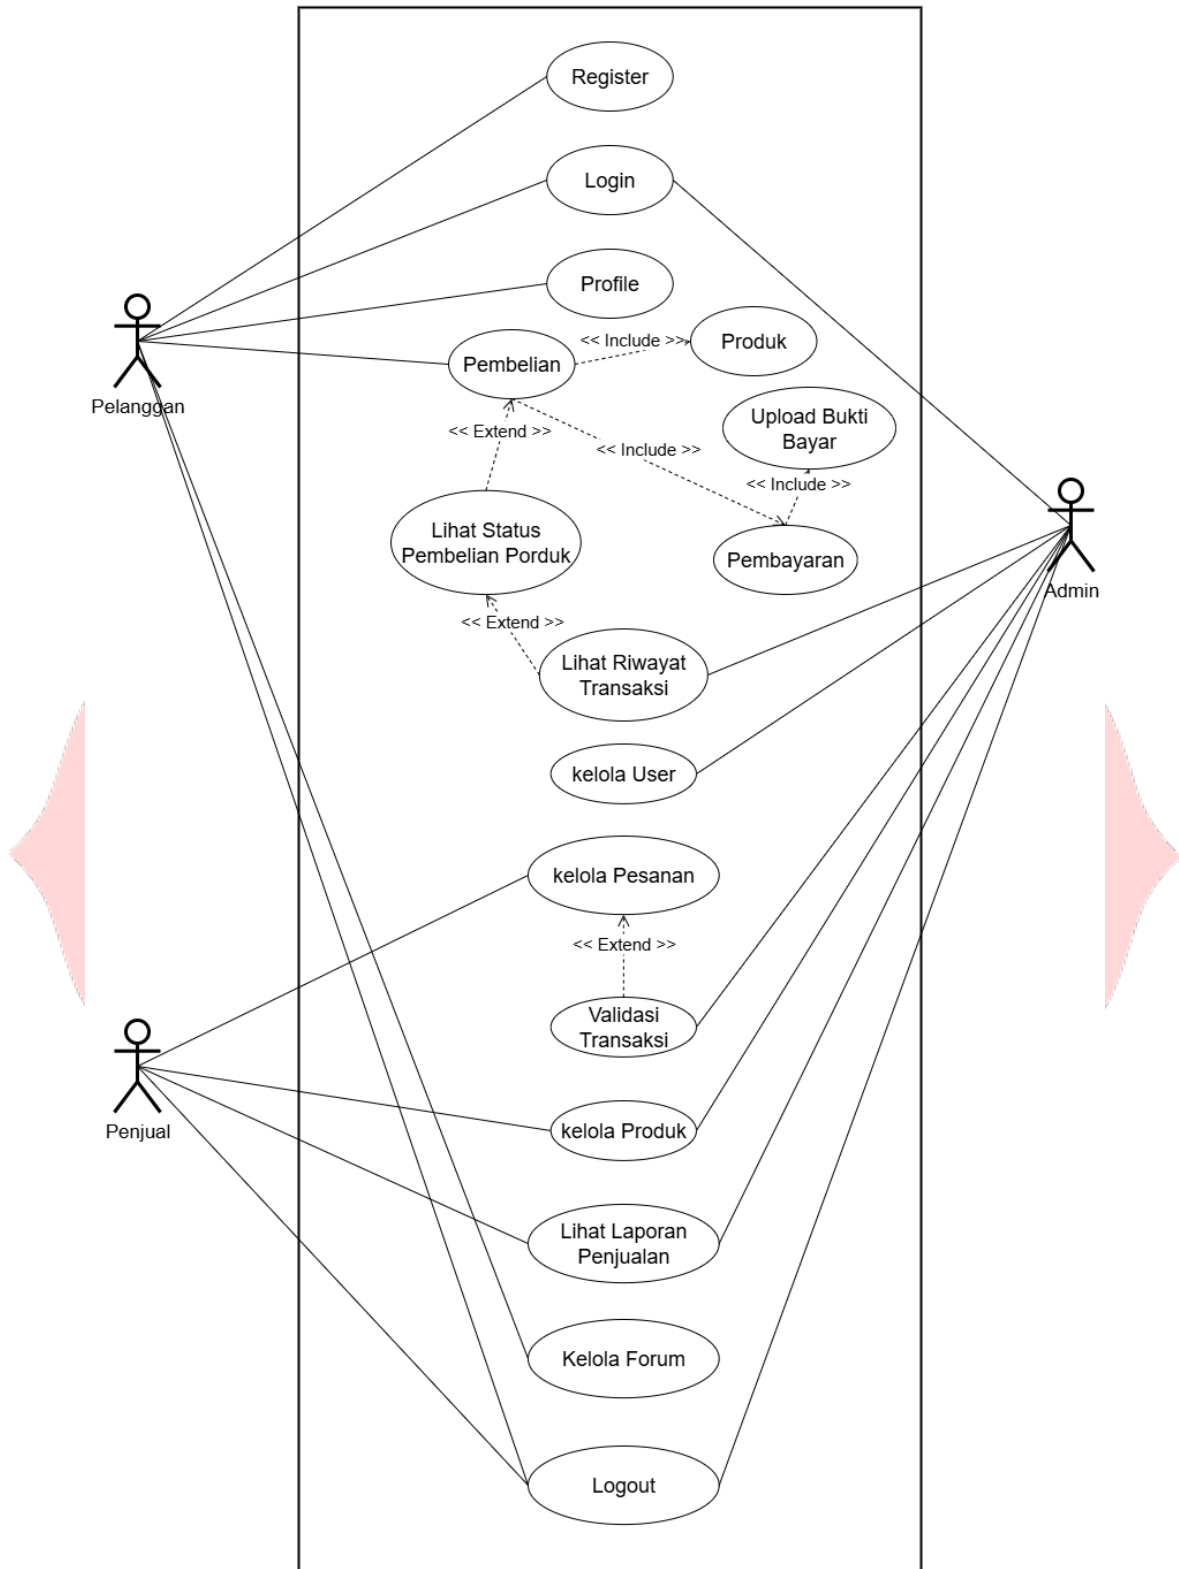 Register
Login
Profile
<< Include >>
Produk
Pembelian
Pelanggan
Upload Bukti
Bayar
<< Extend >>
<< Include >>
<< Include >>
Lihat Status
Pembelian Porduk
Pembayaran
Admin
<< Extend >>
Lihat Riwayat
Transaksi
kelola User
kelola Pesanan
<< Extend >>
Validasi
Transaksi
Penjual
kelola Produk
Lihat Laporan
Penjualan
Kelola Forum
Logout